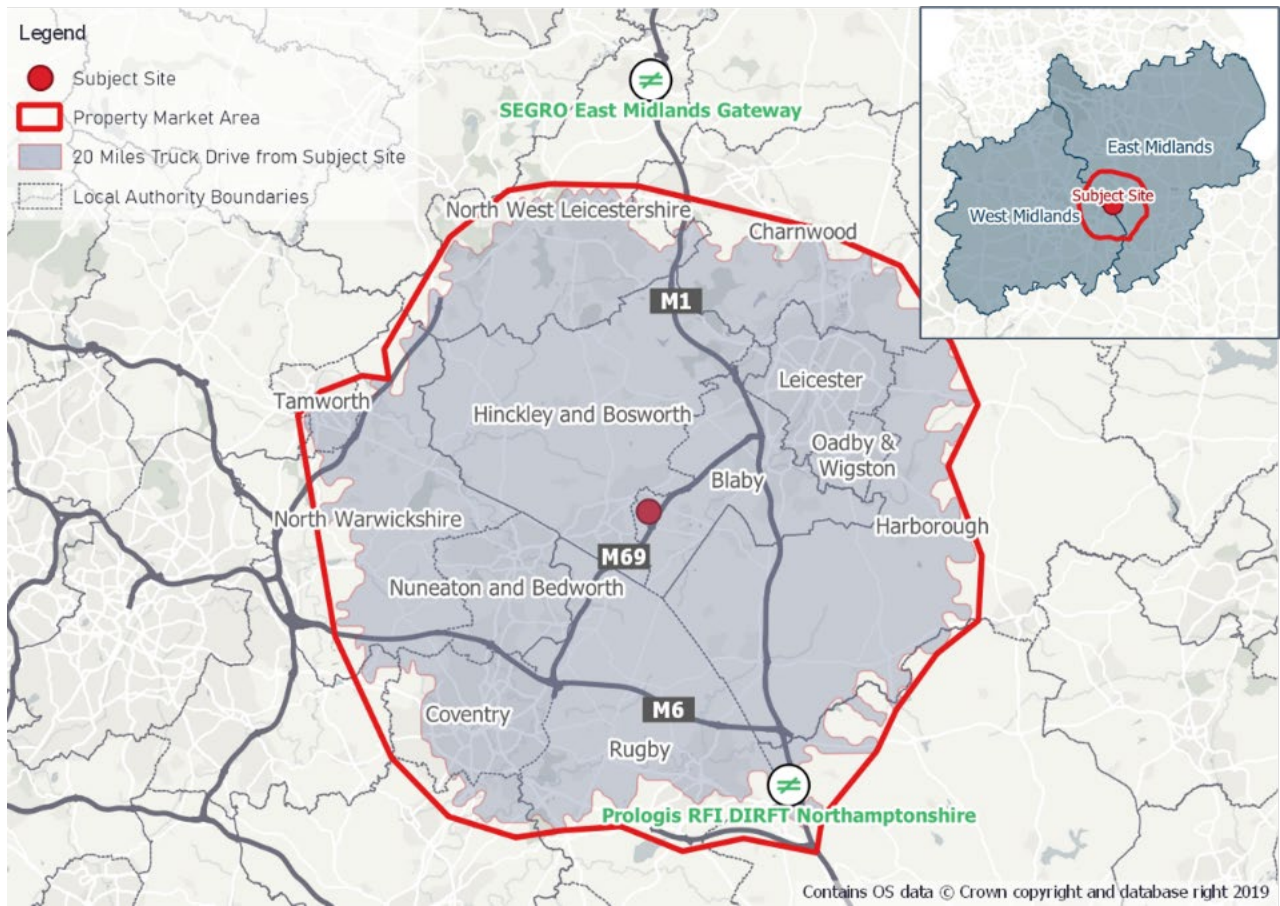 Legend
Subject Site
Property Market Area
20 Miles Truck Drive from Subject Site
Local Authority Boundaries
SEGRO East Midlands Gateway
East Midlands
Subject Site
West Midlands
North West Leicestershire
Charnwood
M1
Leicester
Tamworth
Hinckley and Bosworth
Oadby &
Wigston
Blaby
North Warwickshire
Harborough
M69
Nuneaton and Bedworth
Coventry
M6
Rugby
Prologis RFI DIRFT Northamptonshire
Contains OS data © Crown copyright and database right 2019